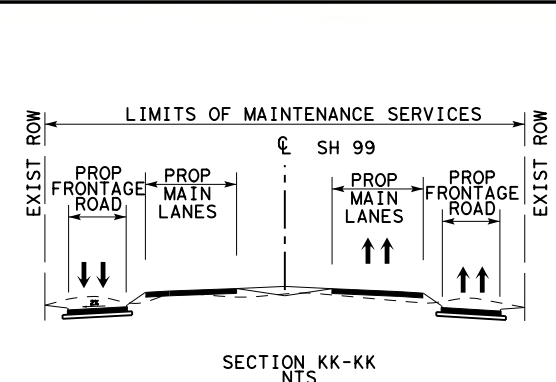 LIMITS OF MAINTENANCE SERVICES
EXIST ROW
EXIST ROW
℄ SH 99
PROP
FRONTAGE
ROAD
PROP
MAIN
LANES
PROP
MAIN
LANES
PROP
FRONTAGE
ROAD
2%
SECTION KK-KK
NTS